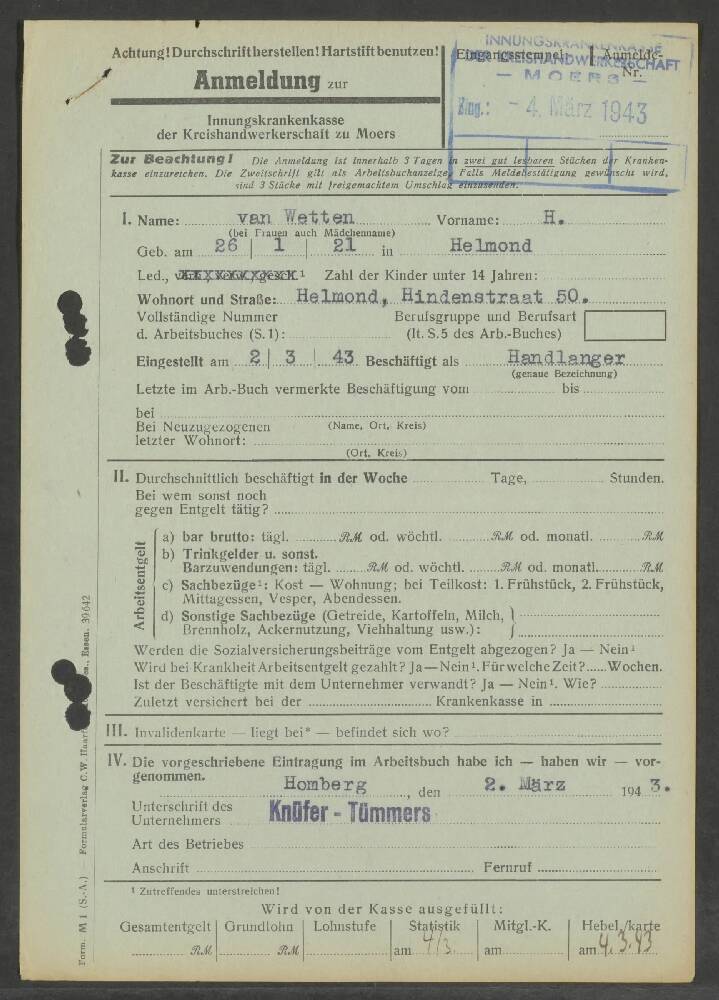 Achtung! Durchschrift herstellen! Hartstift benutzen!
Anmeldung zur
Innungskrankenkasse
der Kreishandwerkerschaft zu Moers
Eingangsstempel: Anmelde-
Nr.
INNUNGSKRANKENKASSE
DER KREISHANDWERKERSCHAFT
— MOERS —
Eing.: - 4. März 1943
Zur Beachtung! Die Anmeldung ist innerhalb 3 Tagen in zwei gut lesbaren Stücken der Kranken-
kasse einzureichen. Die Zweitschrift gilt als Arbeitsbuchanzeige. Falls Meldebestätigung gewünscht wird,
sind 3 Stücke mit freigemachtem Umschlag einzusenden.
I. Name: van Wetten Vorname: H.
(bei Frauen auch Mädchenname)
Geb. am 26 | 1 | 21 in Helmond
Led., ¹ Zahl der Kinder unter 14 Jahren:
Wohnort und Straße: Helmond, Hindenstraat 50.
Vollständige Nummer Berufsgruppe und Berufsart
d. Arbeitsbuches (S. 1): (lt. S. 5 des Arb.-Buches)
Eingestellt am 2 | 3 | 43 Beschäftigt als Handlanger
(genaue Bezeichnung)
Letzte im Arb.-Buch vermerkte Beschäftigung vom bis
bei
Bei Neuzugezogenen (Name, Ort, Kreis)
letzter Wohnort:
(Ort, Kreis)
II. Durchschnittlich beschäftigt in der Woche Tage, Stunden.
Bei wem sonst noch
gegen Entgelt tätig?
Arbeitsentgelt
a) bar brutto: tägl. RM od. wöchtl. RM od. monatl. RM
b) Trinkgelder u. sonst.
Barzuwendungen: tägl. RM od. wöchtl. RM od. monatl. RM
c) Sachbezüge¹: Kost — Wohnung; bei Teilkost: 1. Frühstück, 2. Frühstück,
Mittagessen, Vesper, Abendessen.
d) Sonstige Sachbezüge (Getreide, Kartoffeln, Milch,
Brennholz, Ackernutzung, Viehhaltung usw.):
Werden die Sozialversicherungsbeiträge vom Entgelt abgezogen? Ja — Nein¹
Wird bei Krankheit Arbeitsentgelt gezahlt? Ja — Nein¹. Für welche Zeit? Wochen.
Ist der Beschäftigte mit dem Unternehmer verwandt? Ja — Nein¹. Wie?
Zuletzt versichert bei der Krankenkasse in
III. Invalidenkarte — liegt bei* — befindet sich wo?
IV. Die vorgeschriebene Eintragung im Arbeitsbuch habe ich — haben wir — vor-
genommen.
Homberg, den 2. März 1943.
Unterschrift des
Unternehmers Knüfer - Tümmers
Art des Betriebes
Anschrift Fernruf
¹ Zutreffendes unterstreichen!
Wird von der Kasse ausgefüllt:
Gesamtentgelt | Grundlohn | Lohnstufe | Statistik | Mitgl.-K. | Hebel./karte
RM RM am 4/3. am am 4.3.43
Form. M I (S.-A.) Formularverlag C. W. Haarf Essen. 39642